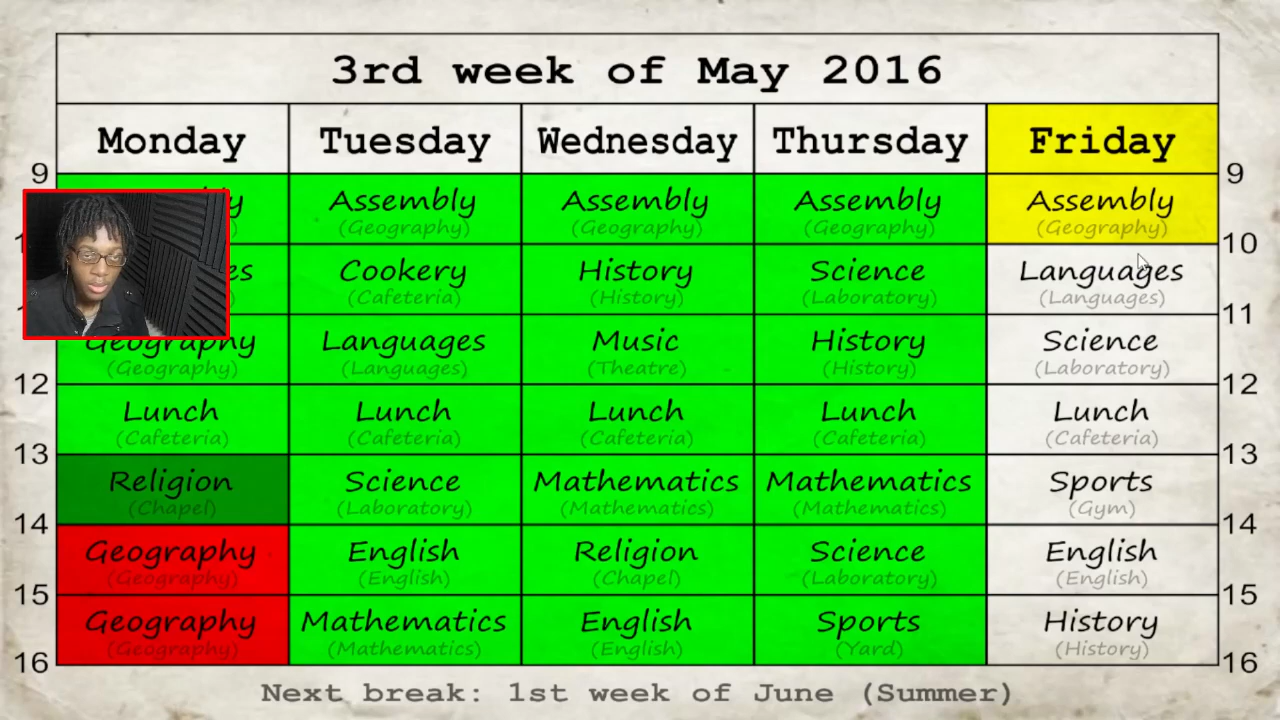 3rd week of May 2016
Monday Tuesday Wednesday Thursday Friday
9 9
Assembly Assembly Assembly Assembly
(Geography) (Geography) (Geography) (Geography)
10
Cookery History Science Languages
(Cafeteria) (History) (Laboratory) (Languages)
11
Geography Languages Music History Science
(Geography) (Languages) (Theatre) (History) (Laboratory)
12 12
Lunch Lunch Lunch Lunch Lunch
(Cafeteria) (Cafeteria) (Cafeteria) (Cafeteria) (Cafeteria)
13 13
Religion Science Mathematics Mathematics Sports
(Chapel) (Laboratory) (Mathematics) (Mathematics) (Gym)
14 14
Geography English Religion Science English
(Geography) (English) (Chapel) (Laboratory) (English)
15 15
Geography Mathematics English Sports History
(Geography) (Mathematics) (English) (Yard) (History)
16 16
Next break: 1st week of June (Summer)